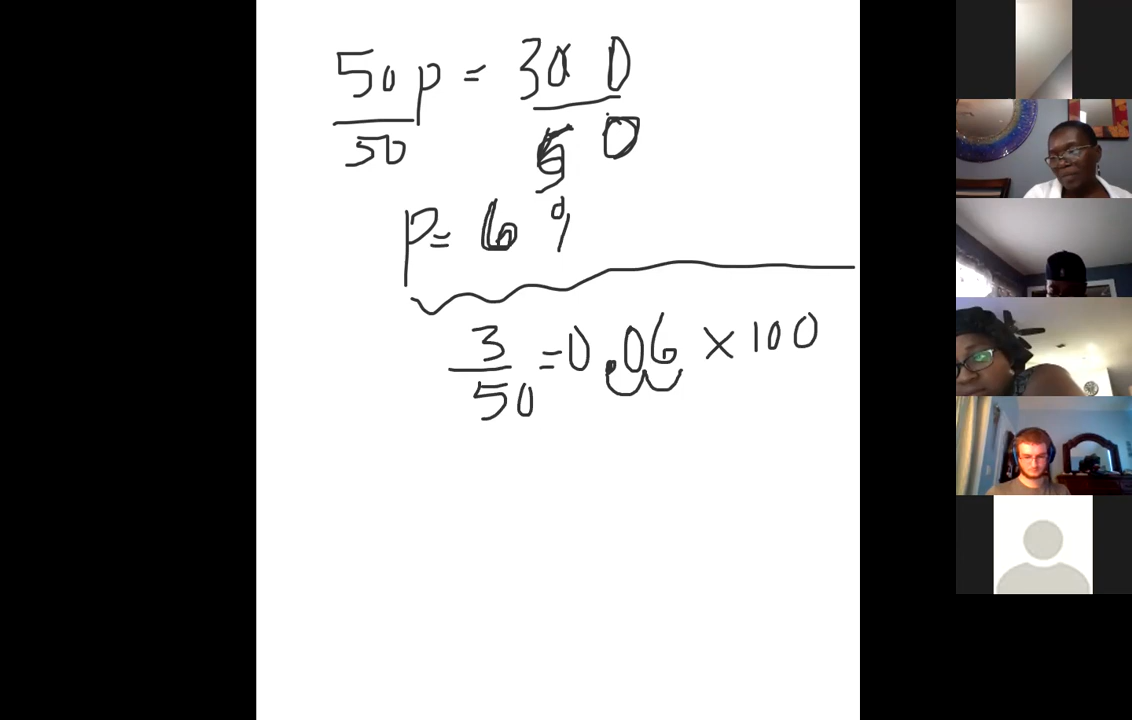 50p = 300
50 50
p = 6 %
3
50 = 0.06 × 100